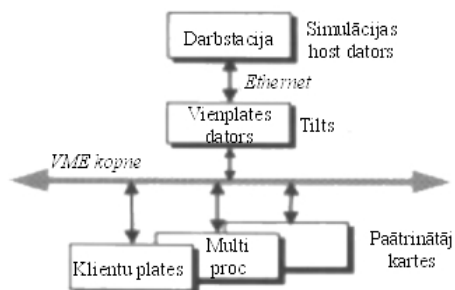 Darbstacija
Simulācijas
host dators
Ethernet
Vienplates
dators
Tilts
VME kopne
Multi
proc
Klientu plates
Paātrinātāj
kartes